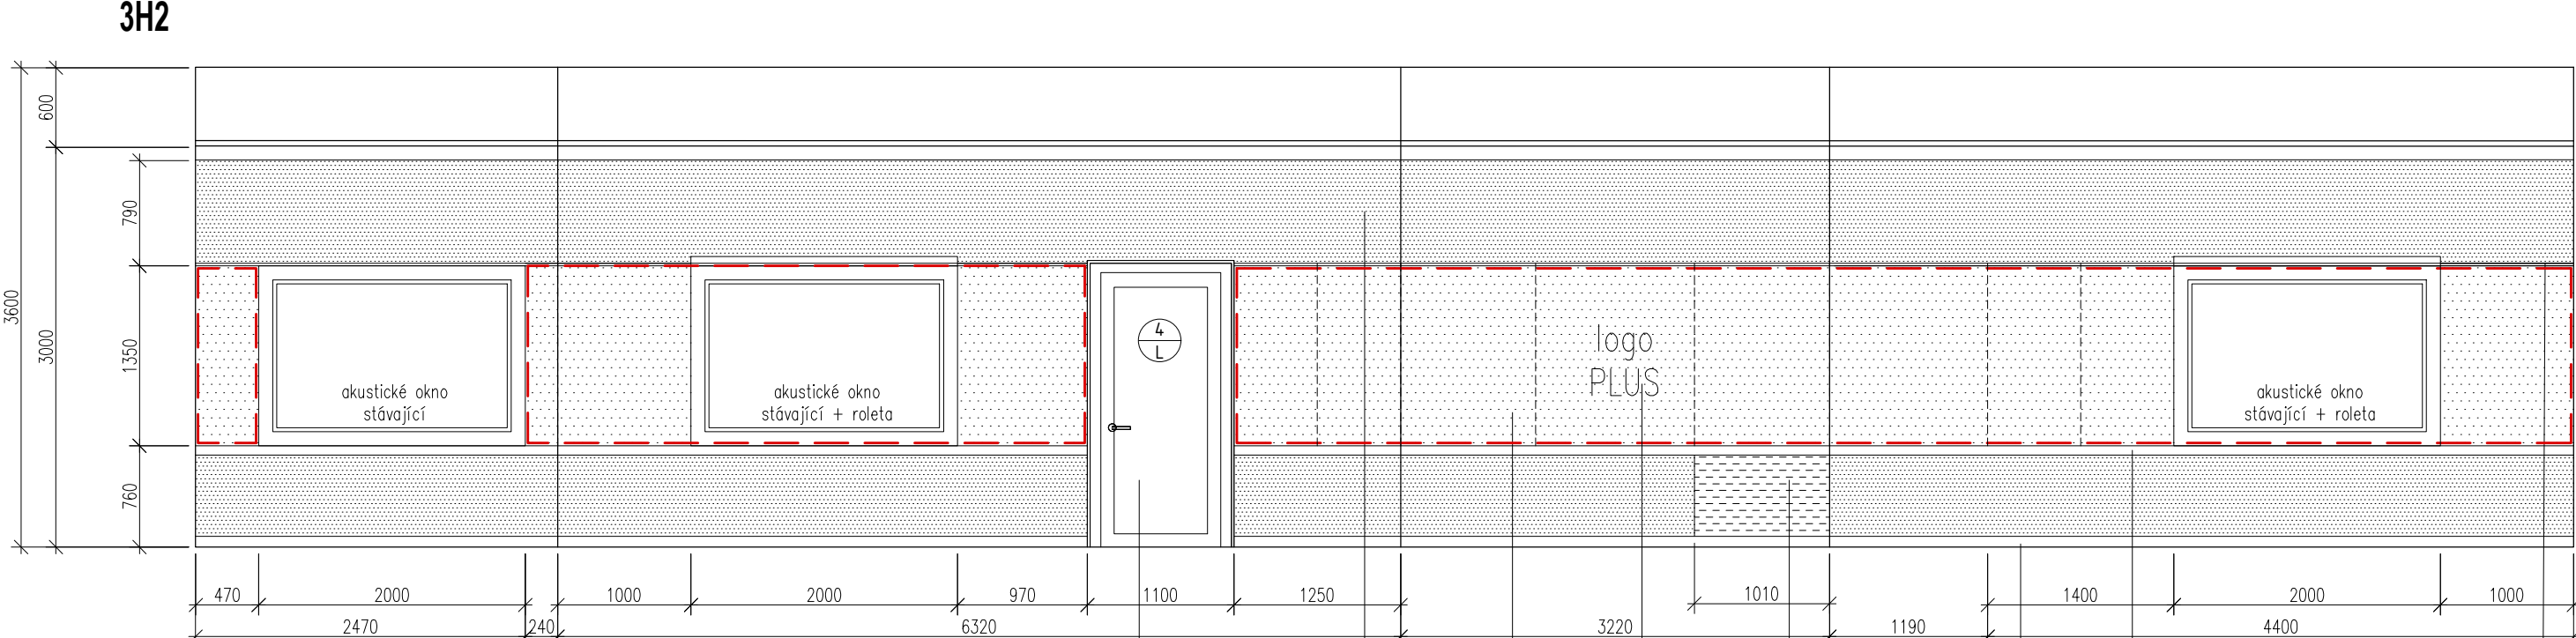 3H2
600
790
3600
3000
1350
760
akustické okno
stávající
akustické okno
stávající + roleta
4
L
logo
PLUS
akustické okno
stávající + roleta
470
2000
1000
2000
970
1100
1250
1010
1400
2000
1000
2470
240
6320
3220
1190
4400